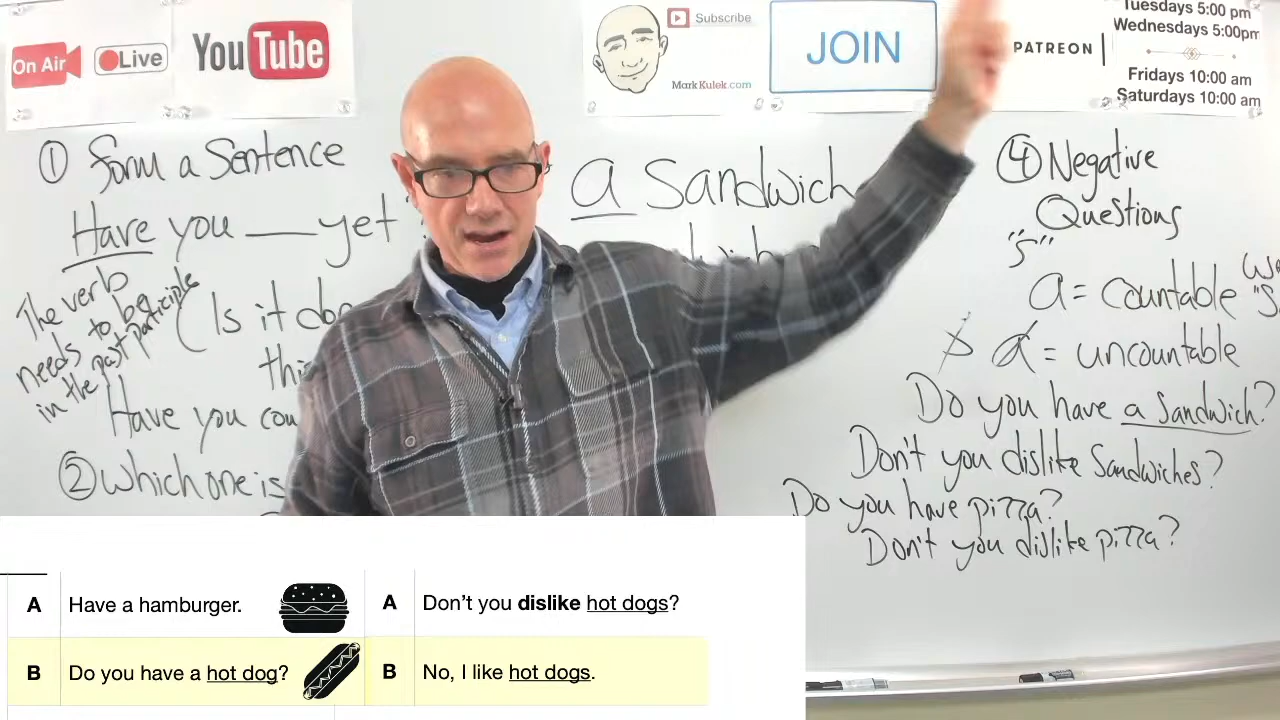 On Air
Live
YouTube
Subscribe
MarkKulek.com
JOIN
PATREON
Tuesdays 5:00 pm
Wednesdays 5:00pm
Fridays 10:00 am
Saturdays 10:00 am
① Form a Sentence
Have you ___ yet
The verb
needs to be
in the past participle
Is it
this
Have you
② Which one is
a Sandwich
④ Negative
Questions
"s"
a = countable
a = uncountable
Do you have a sandwich?
Don't you dislike Sandwiches?
Do you have pizza?
Don't you dislike pizza?
A Have a hamburger.
B Do you have a hot dog?
A Don't you dislike hot dogs?
B No, I like hot dogs.